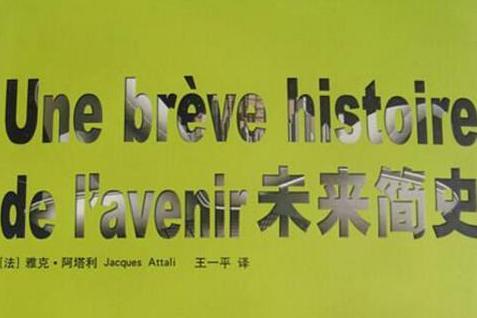 Une brève histoire
de l'avenir 未来简史
[法] 雅克·阿塔利 Jacques Attali 王一平 译